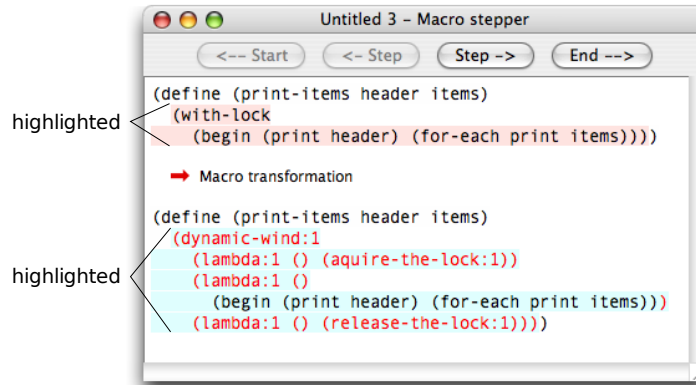 Untitled 3 – Macro stepper
<-- Start <- Step Step -> End -->
(define (print-items header items)
(with-lock
(begin (print header) (for-each print items))))
highlighted
Macro transformation
(define (print-items header items)
(dynamic-wind:1
(lambda:1 () (aquire-the-lock:1))
(lambda:1 ()
(begin (print header) (for-each print items)))
(lambda:1 () (release-the-lock:1))))
highlighted